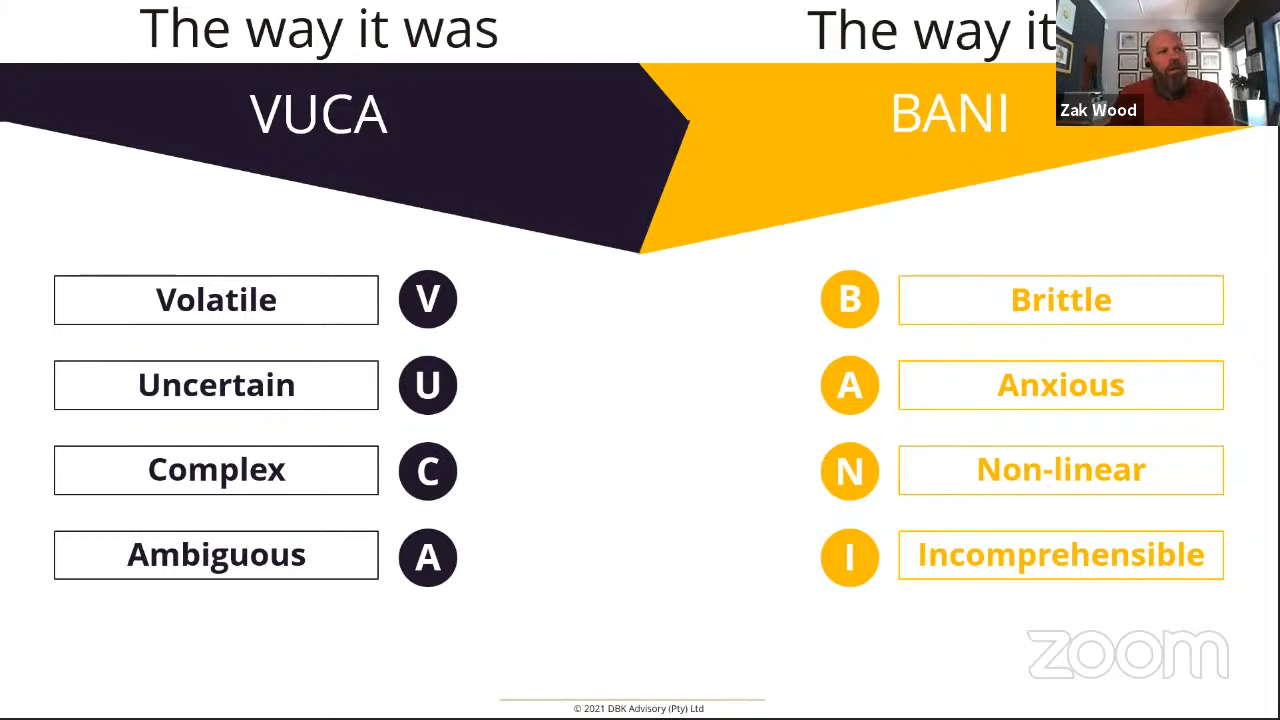 The way it was
The way it
VUCA
BANI
Zak Wood
Volatile
V
B
Brittle
Uncertain
U
A
Anxious
Complex
C
N
Non-linear
Ambiguous
A
I
Incomprehensible
zoom
© 2021 DBK Advisory (Pty) Ltd